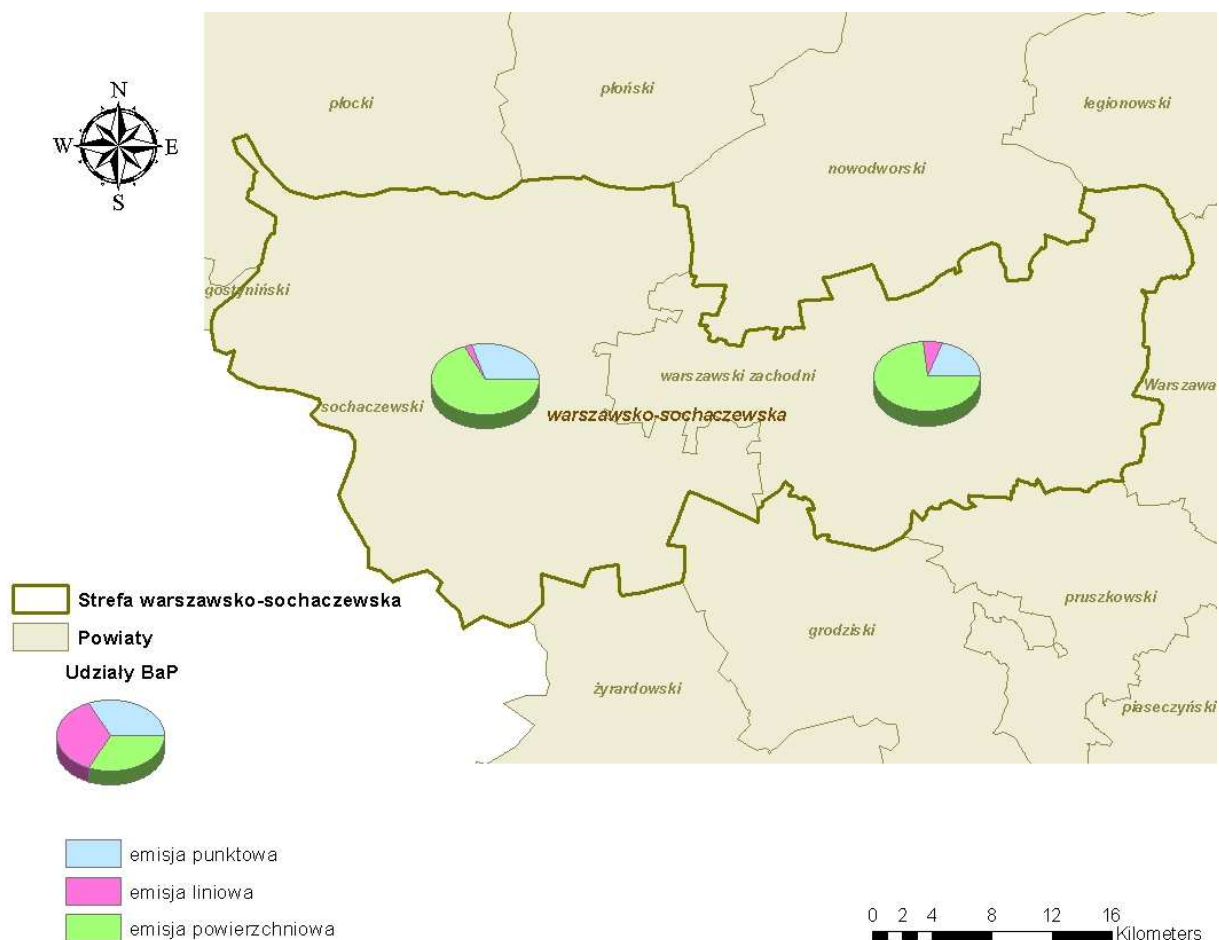 N
W E
S
płocki
płoński
legionowski
nowodworski
gostyniński
warszawski zachodni
Warszawa
sochaczewski
warszawsko-sochaczewska
Strefa warszawsko-sochaczewska
Powiaty
Udziały BaP
pruszkowski
grodziski
żyrardowski
piaseczyński
emisja punktowa
emisja liniowa
emisja powierzchniowa
0 2 4 8 12 16
Kilometers